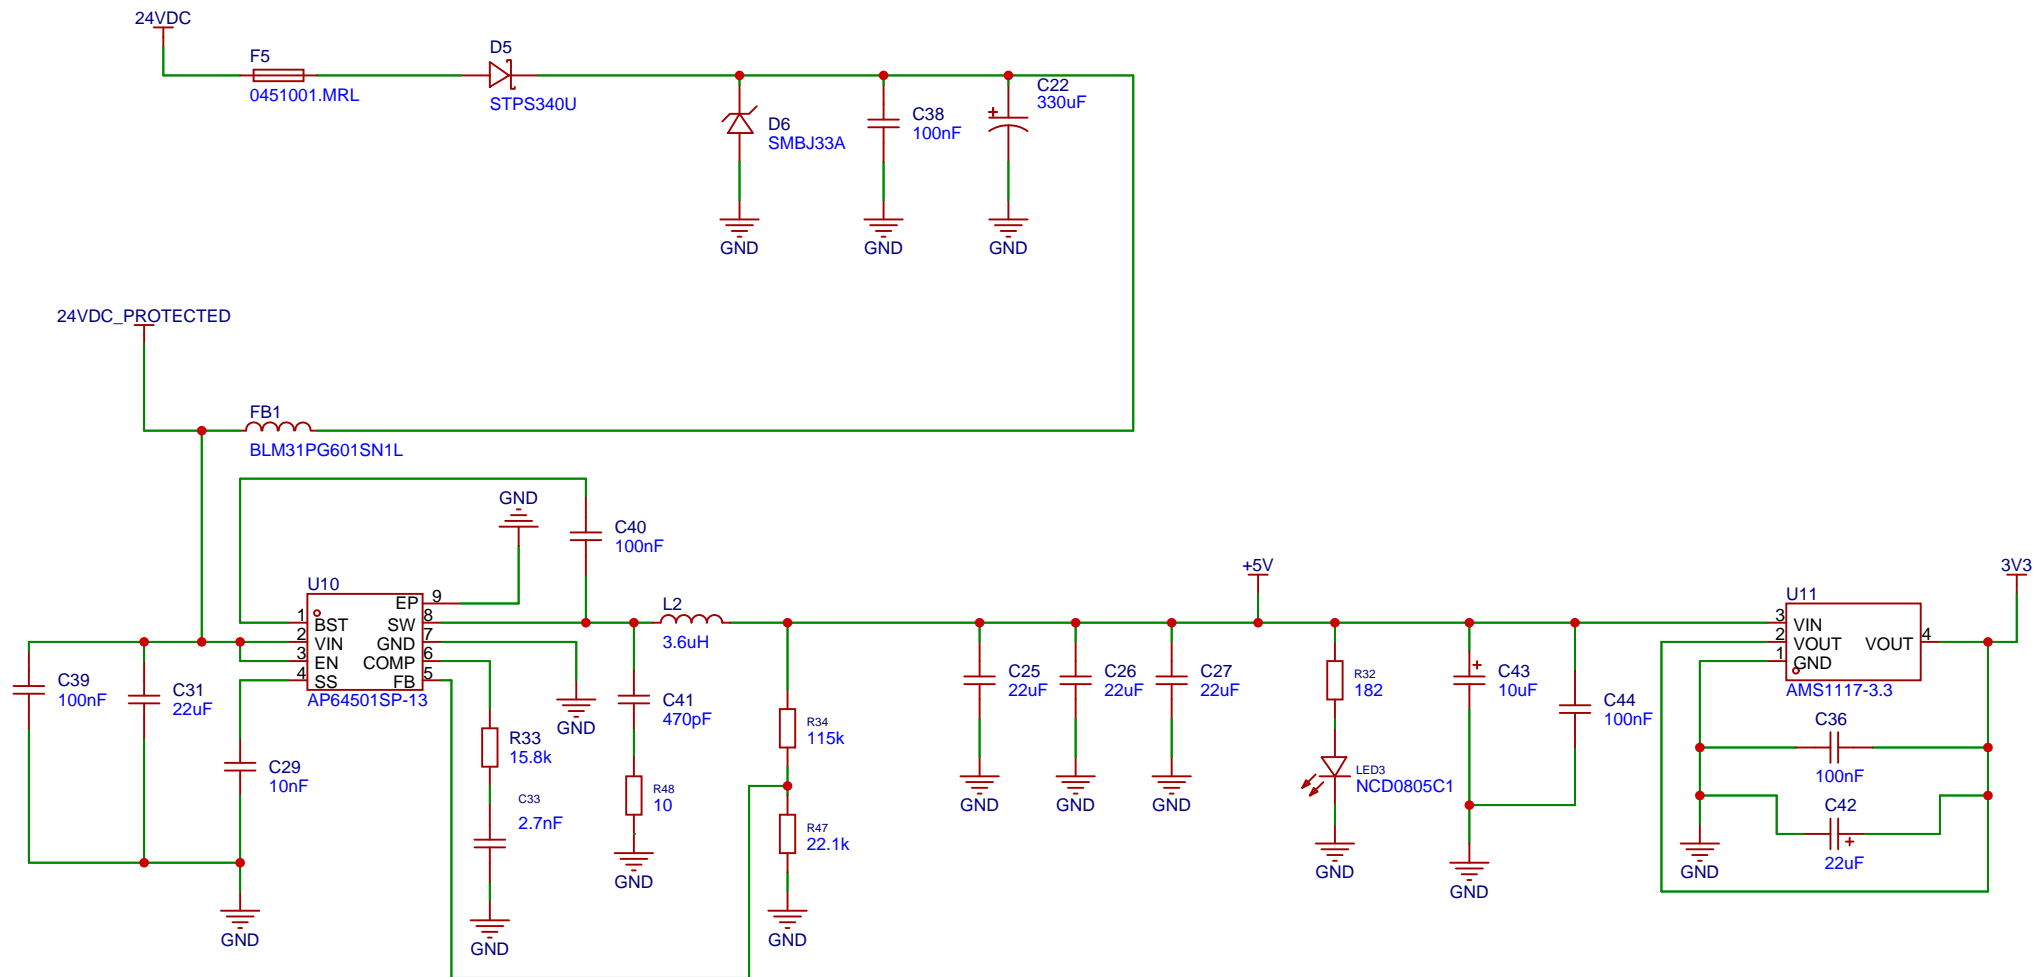 24VDC
F5
0451001.MRL
D5
STPS340U
D6
SMBJ33A
C38
100nF
C22
330uF
GND
GND
GND
24VDC_PROTECTED
FB1
BLM31PG601SN1L
GND
C40
100nF
U10
EP 9
1 BST
SW 8
2 VIN
GND 7
3 EN
COMP 6
4 SS
FB 5
AP64501SP-13
L2
3.6uH
+5V
3V3
U11
3 VIN
2 VOUT
VOUT 4
1 GND
AMS1117-3.3
C39
100nF
C31
22uF
C29
10nF
R33
15.8k
C33
2.7nF
GND
C41
470pF
R48
10
R34
115k
R47
22.1k
C25
22uF
C26
22uF
C27
22uF
R32
182
LED3
NCD0805C1
C43
10uF
C44
100nF
C36
100nF
C42
22uF
GND
GND
GND
GND
GND
GND
GND
GND
GND
GND